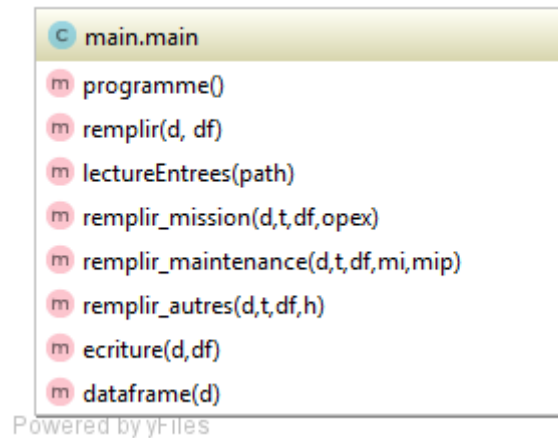 c main.main
m programme()
m remplir(d, df)
m lectureEntrees(path)
m remplir_mission(d,t,df,opex)
m remplir_maintenance(d,t,df,mi,mip)
m remplir_autres(d,t,df,h)
m ecriture(d,df)
m dataframe(d)
Powered by yFiles